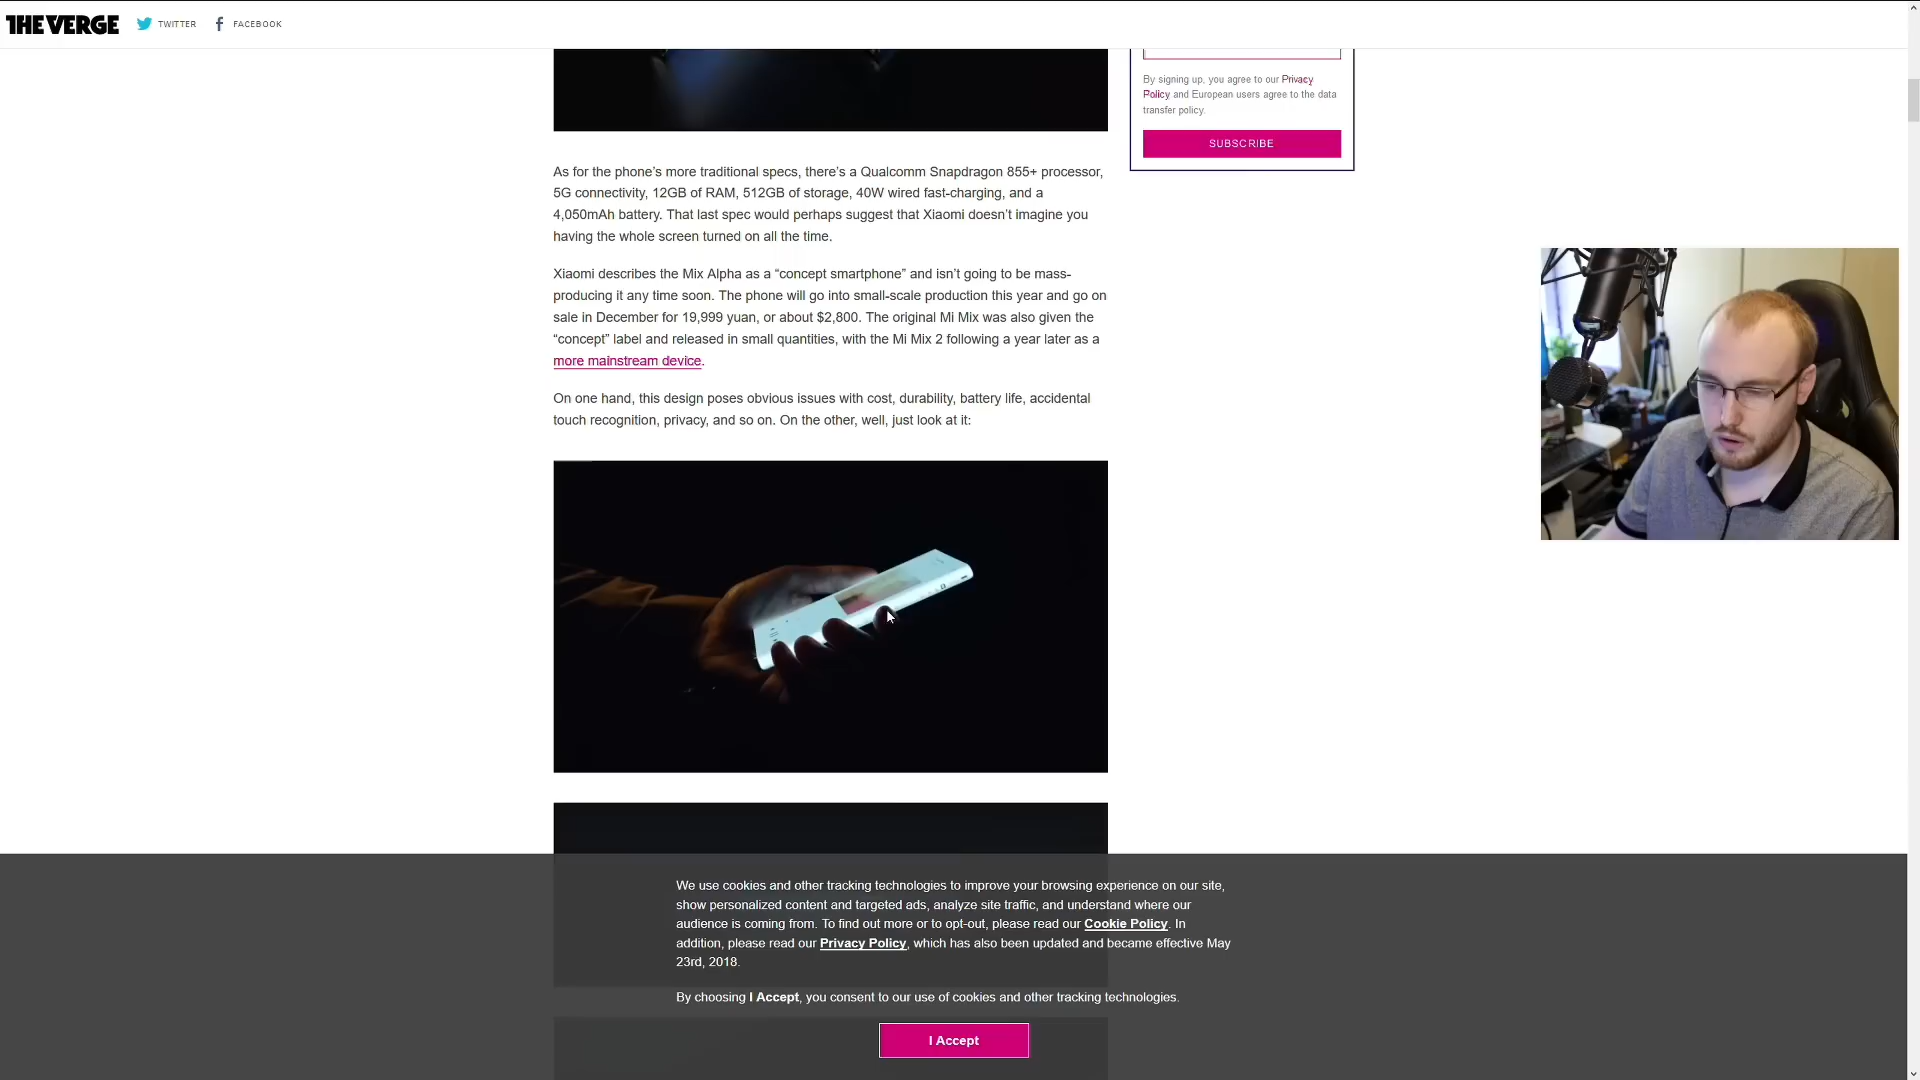 THE VERGE
TWITTER
FACEBOOK
By signing up, you agree to our Privacy
Policy and European users agree to the data
transfer policy.
SUBSCRIBE
As for the phone’s more traditional specs, there’s a Qualcomm Snapdragon 855+ processor,
5G connectivity, 12GB of RAM, 512GB of storage, 40W wired fast-charging, and a
4,050mAh battery. That last spec would perhaps suggest that Xiaomi doesn’t imagine you
having the whole screen turned on all the time.
Xiaomi describes the Mix Alpha as a “concept smartphone” and isn’t going to be mass-
producing it any time soon. The phone will go into small-scale production this year and go on
sale in December for 19,999 yuan, or about $2,800. The original Mi Mix was also given the
“concept” label and released in small quantities, with the Mi Mix 2 following a year later as a
more mainstream device.
On one hand, this design poses obvious issues with cost, durability, battery life, accidental
touch recognition, privacy, and so on. On the other, well, just look at it:
We use cookies and other tracking technologies to improve your browsing experience on our site,
show personalized content and targeted ads, analyze site traffic, and understand where our
audience is coming from. To find out more or to opt-out, please read our Cookie Policy. In
addition, please read our Privacy Policy, which has also been updated and became effective May
23rd, 2018.
By choosing I Accept, you consent to our use of cookies and other tracking technologies.
I Accept